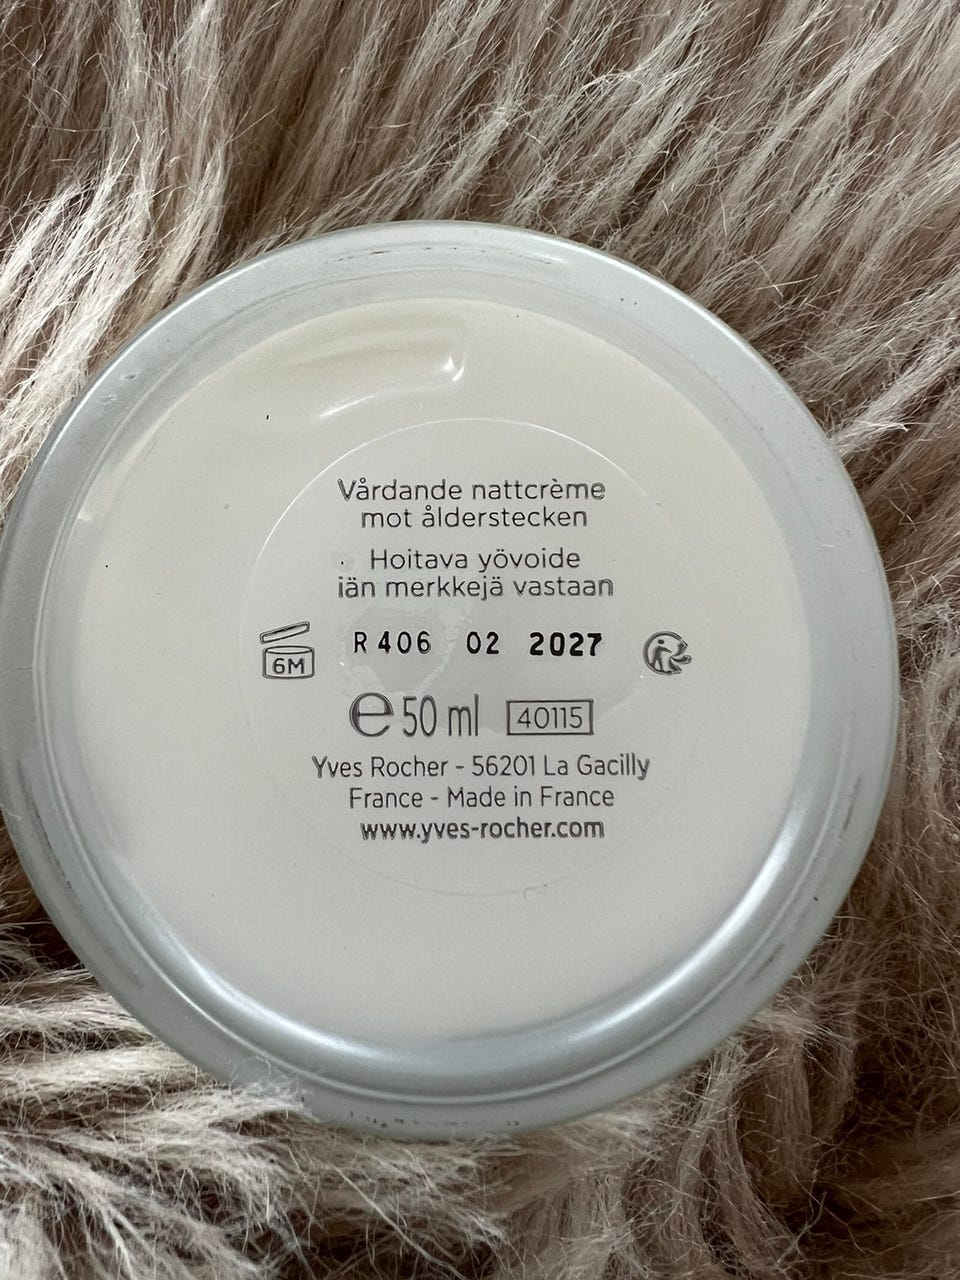 Vårdande nattcrème
mot ålderstecken
Hoitava yövoide
iän merkkejä vastaan
6M R 406 02 2027
e 50 ml 40115
Yves Rocher - 56201 La Gacilly
France - Made in France
www.yves-rocher.com